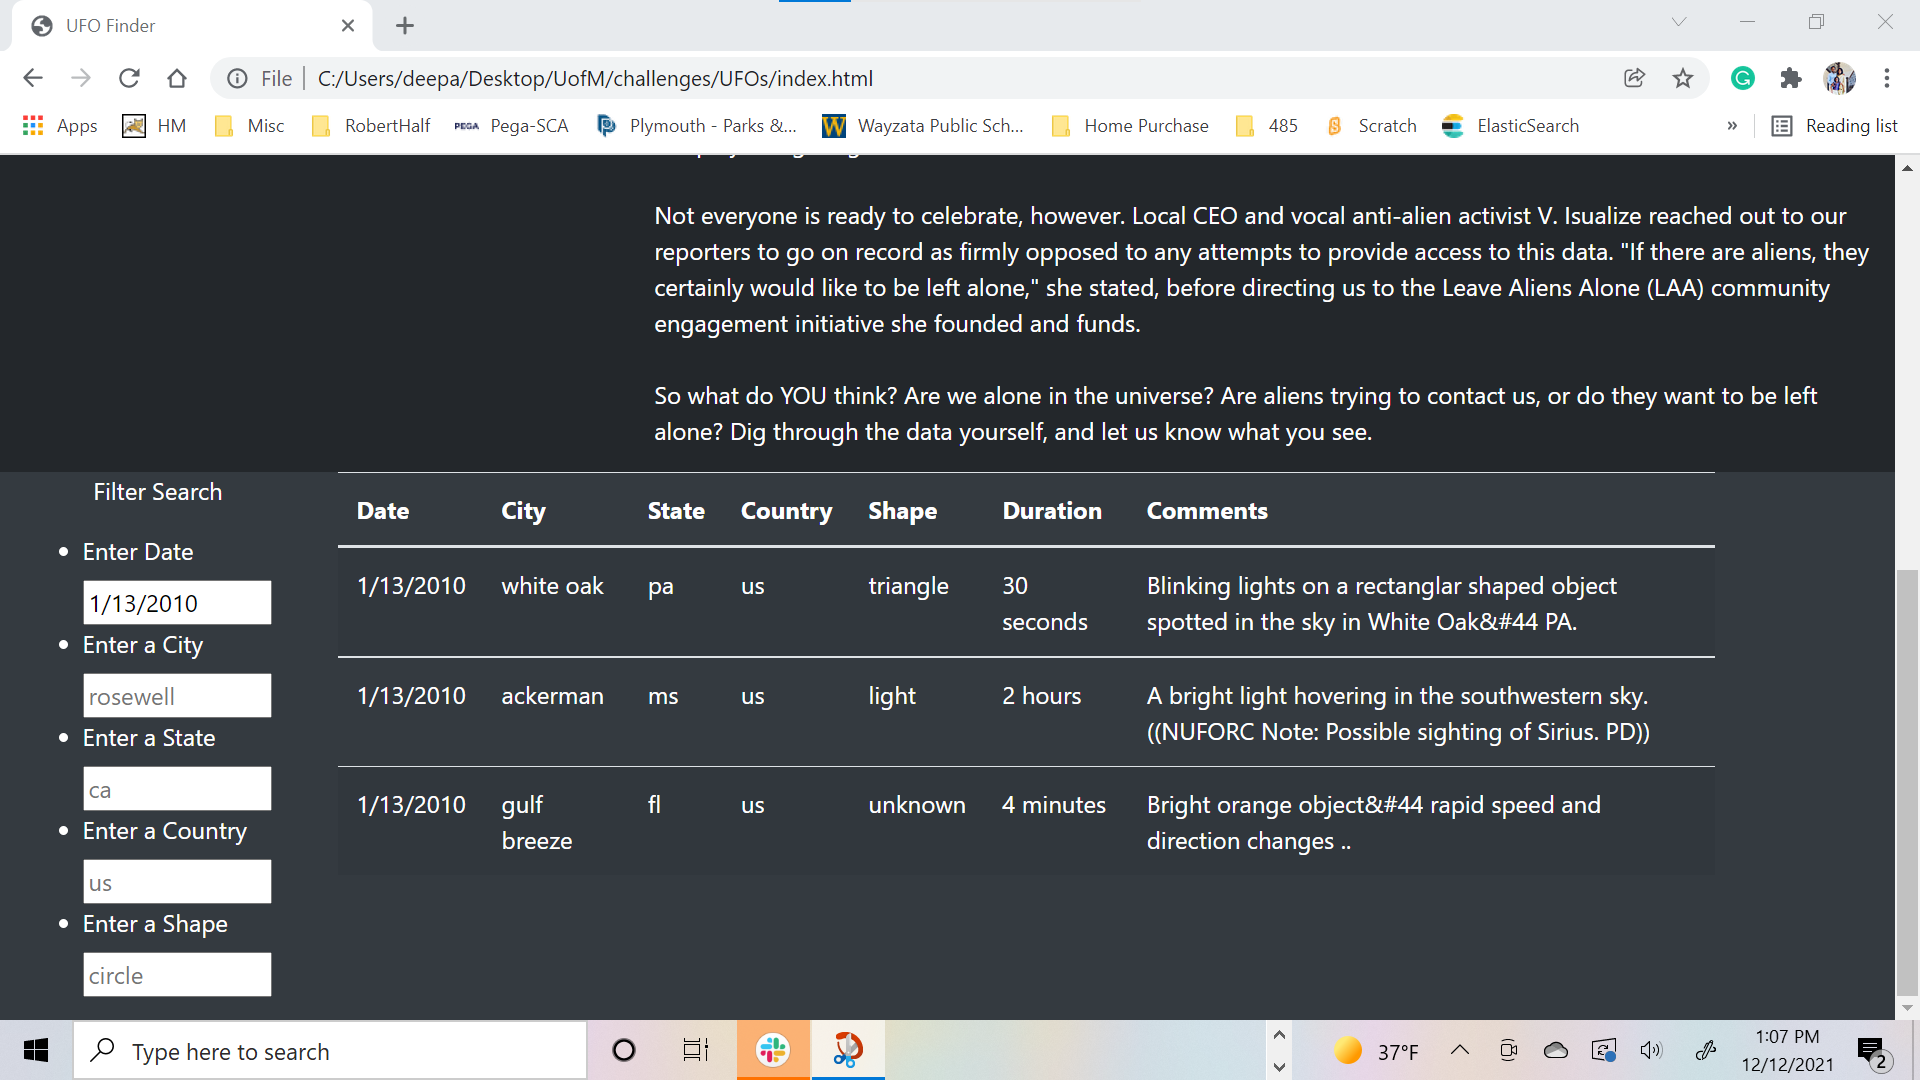 UFO Finder
File
C:/Users/deepa/Desktop/UofM/challenges/UFOs/index.html
Apps
HM
Misc
RobertHalf
PEGA Pega-SCA
Plymouth - Parks &...
W Wayzata Public Sch...
Home Purchase
485
Scratch
ElasticSearch
»
Reading list
Not everyone is ready to celebrate, however. Local CEO and vocal anti-alien activist V. Isualize reached out to our
reporters to go on record as firmly opposed to any attempts to provide access to this data. "If there are aliens, they
certainly would like to be left alone," she stated, before directing us to the Leave Aliens Alone (LAA) community
engagement initiative she founded and funds.
So what do YOU think? Are we alone in the universe? Are aliens trying to contact us, or do they want to be left
alone? Dig through the data yourself, and let us know what you see.
Filter Search
Enter Date
1/13/2010
Enter a City
rosewell
Enter a State
ca
Enter a Country
us
Enter a Shape
circle
Date City State Country Shape Duration Comments
1/13/2010 white oak pa us triangle 30 Blinking lights on a rectanglar shaped object
seconds spotted in the sky in White Oak&#44 PA.
1/13/2010 ackerman ms us light 2 hours A bright light hovering in the southwestern sky.
((NUFORC Note: Possible sighting of Sirius. PD))
1/13/2010 gulf fl us unknown 4 minutes Bright orange object&#44 rapid speed and
breeze direction changes ..
Type here to search
37°F
1:07 PM
12/12/2021
2